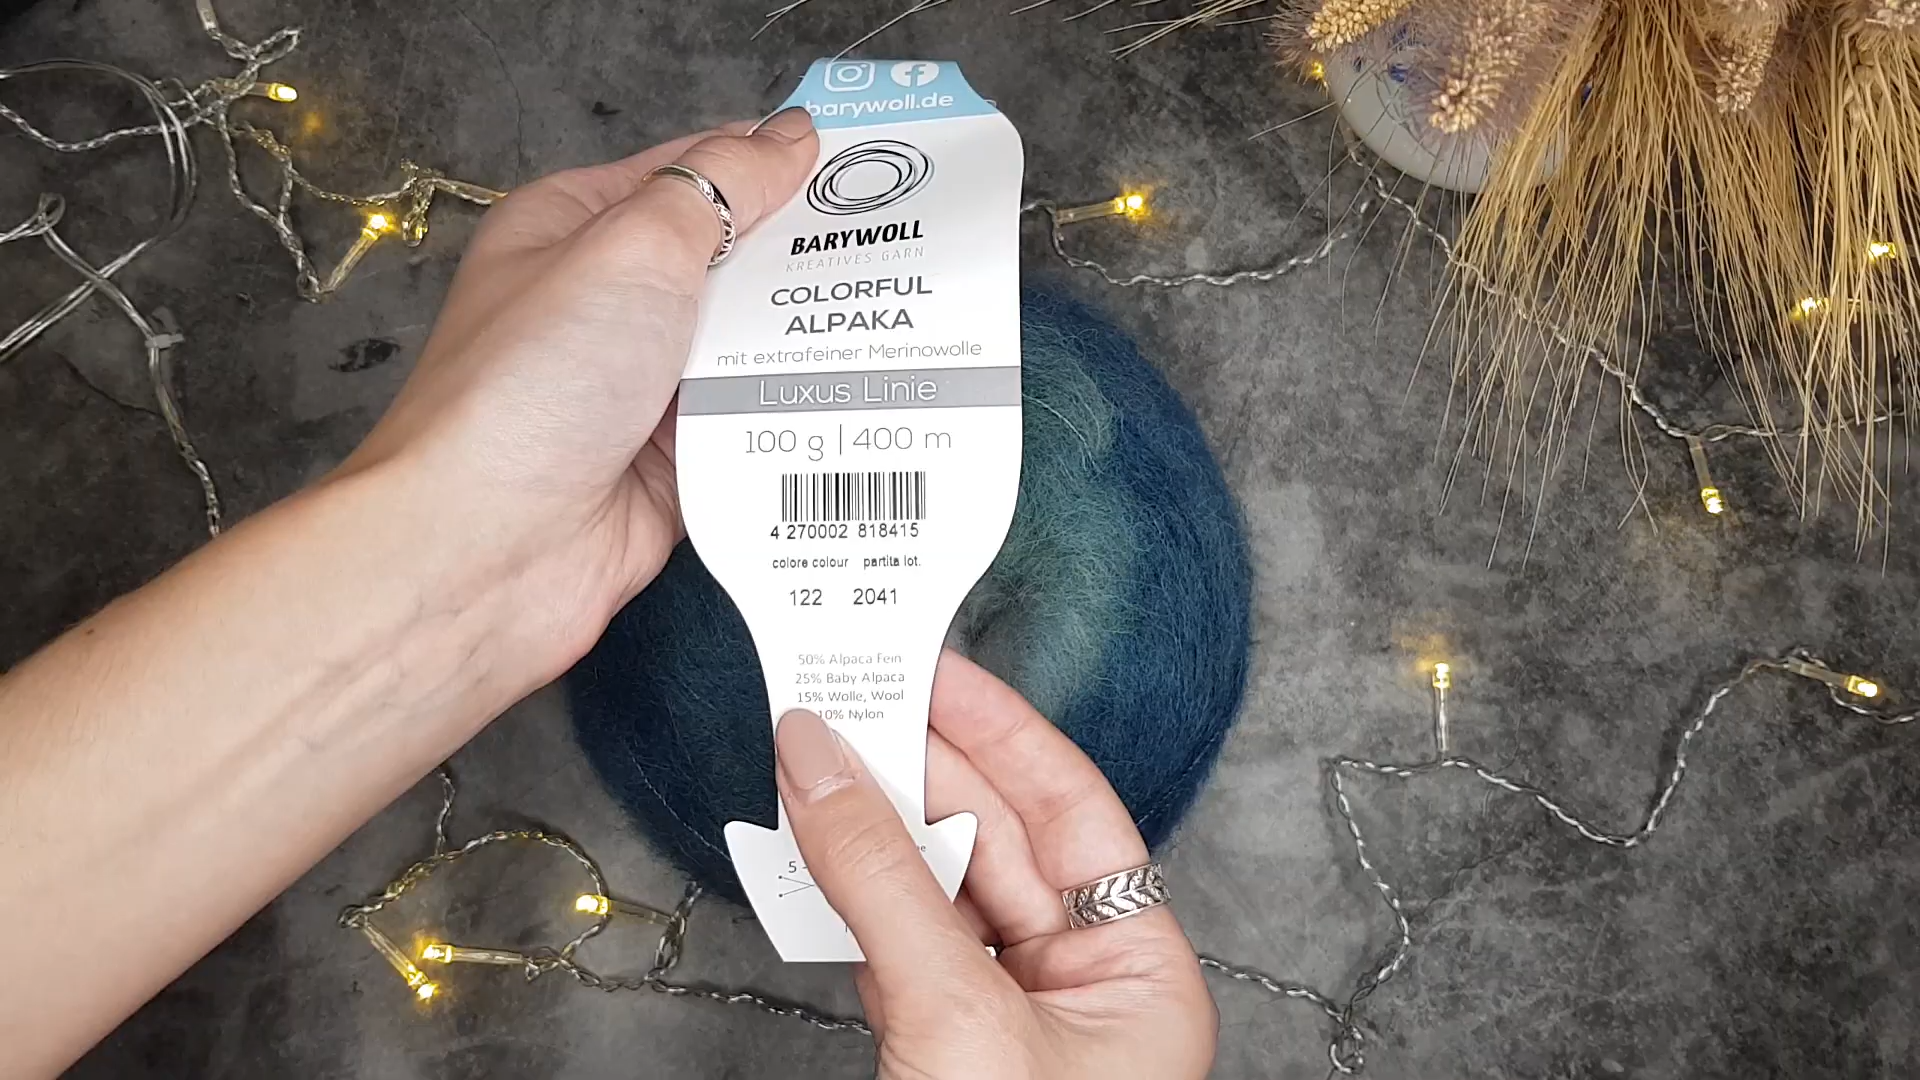 barywoll.de
BARYWOLL
KREATIVES GARN
COLORFUL
ALPAKA
mit extrafeiner Merinowolle
Luxus Linie
100 g | 400 m
4 270002 818415
colore colour partita lot.
122 2041
50% Alpaca Fein
25% Baby Alpaca
15% Wolle, Wool
10% Nylon
5 -